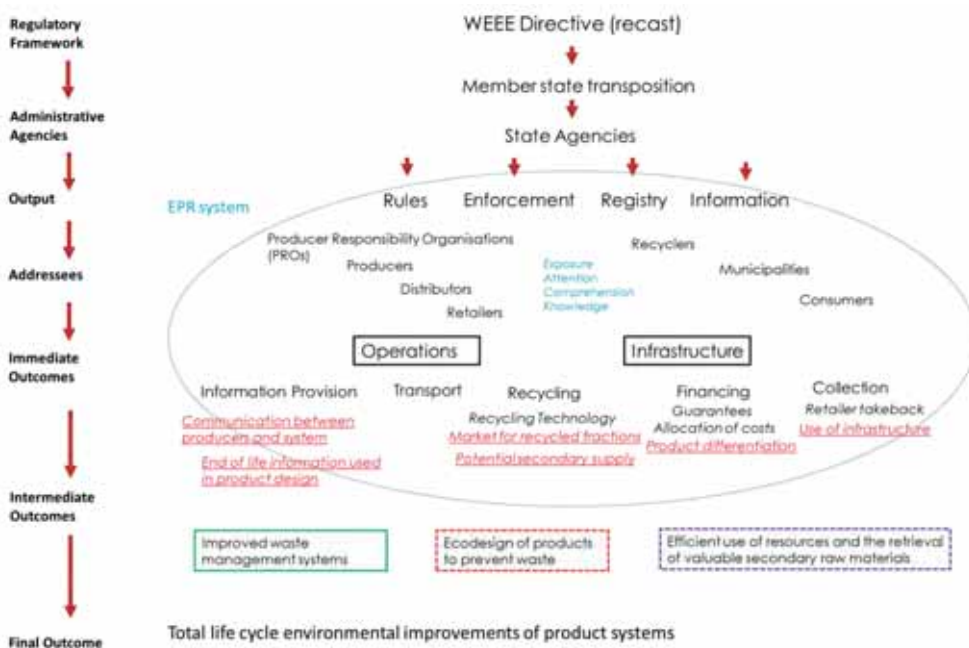 Regulatory
Framework
WEEE Directive (recast)
Member state transposition
Administrative
Agencies
State Agencies
Output
EPR system
Rules
Enforcement
Registry
Information
Producer Responsibility Organisations
(PROs)
Producers
Distributors
Retailers
Exposure
Attention
Comprehension
Knowledge
Recyclers
Municipalities
Consumers
Addressees
Immediate
Outcomes
Operations
Infrastructure
Information Provision
Communication between
producers and system
End of life information used
in product design
Transport
Recycling
Recycling Technology
Market for recycled fractions
Potential secondary supply
Financing
Guarantees
Allocation of costs
Product differentiation
Collection
Retailer takeback
Use of infrastructure
Intermediate
Outcomes
Improved waste
management systems
Ecodesign of products
to prevent waste
Efficient use of resources and the retrieval
of valuable secondary raw materials
Final Outcome
Total life cycle environmental improvements of product systems